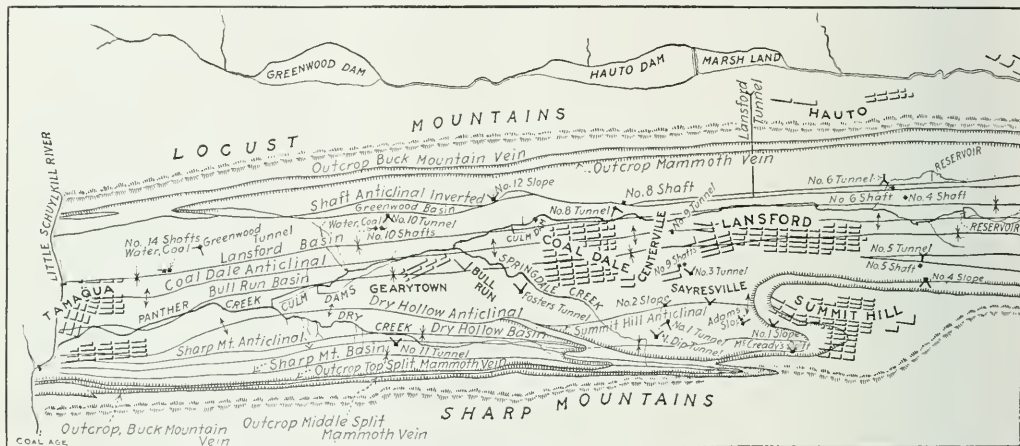 GREENWOOD DAM
HAUTO DAM
MARSH LAND
HAUTO
Lansford
Tunnel
LOCUST MOUNTAINS
LITTLE SCHUYLKILL RIVER
Outcrop Buck Mountain Vein
Outcrop Mammoth Vein
RESERVOIR
No. 6 Tunnel
No. 6 Shaft
No. 4 Shaft
RESERVOIR
Shaft Anticlinal Inverted
No. 12 Slope
No. 8 Shaft
Greenwood Basin
Water, Coal
No. 10 Tunnel
No. 10 Shafts
No. 8 Tunnel
CULM DAM
No. 9 Tunnel
LANSFORD
No. 14 Shafts
Water, Coal
Greenwood
Tunnel
Lansford Basin
COAL DALE
CENTERVILLE
No. 5 Tunnel
No. 5 Shaft
No. 4 Slope
Coal Dale Anticlinal
Bull Run Basin
TAMAQUA
PANTHER CREEK
CULM DAMS
GEARYTOWN
BULL
RUN
SPRINGDALE CREEK
Fosters Tunnel
No. 9 Shafts
No. 3 Tunnel
No. 2 Slope
SAYRESVILLE
SUMMIT HILL
Dry Hollow Anticlinal
DRY CREEK
Dry Hollow Basin
Summit Hill Anticlinal
No. 1 Tunnel
N. Dip Tunnel
Adams
Slope
No. 1 Slope
McCready's Shaft
Sharp Mt. Anticlinal
Sharp Mt. Basin
No. 11 Tunnel
Outcrop Top Split, Mammoth Vein
SHARP MOUNTAINS
Outcrop, Buck Mountain
Vein
Outcrop Middle Split
Mammoth Vein
COAL AGE